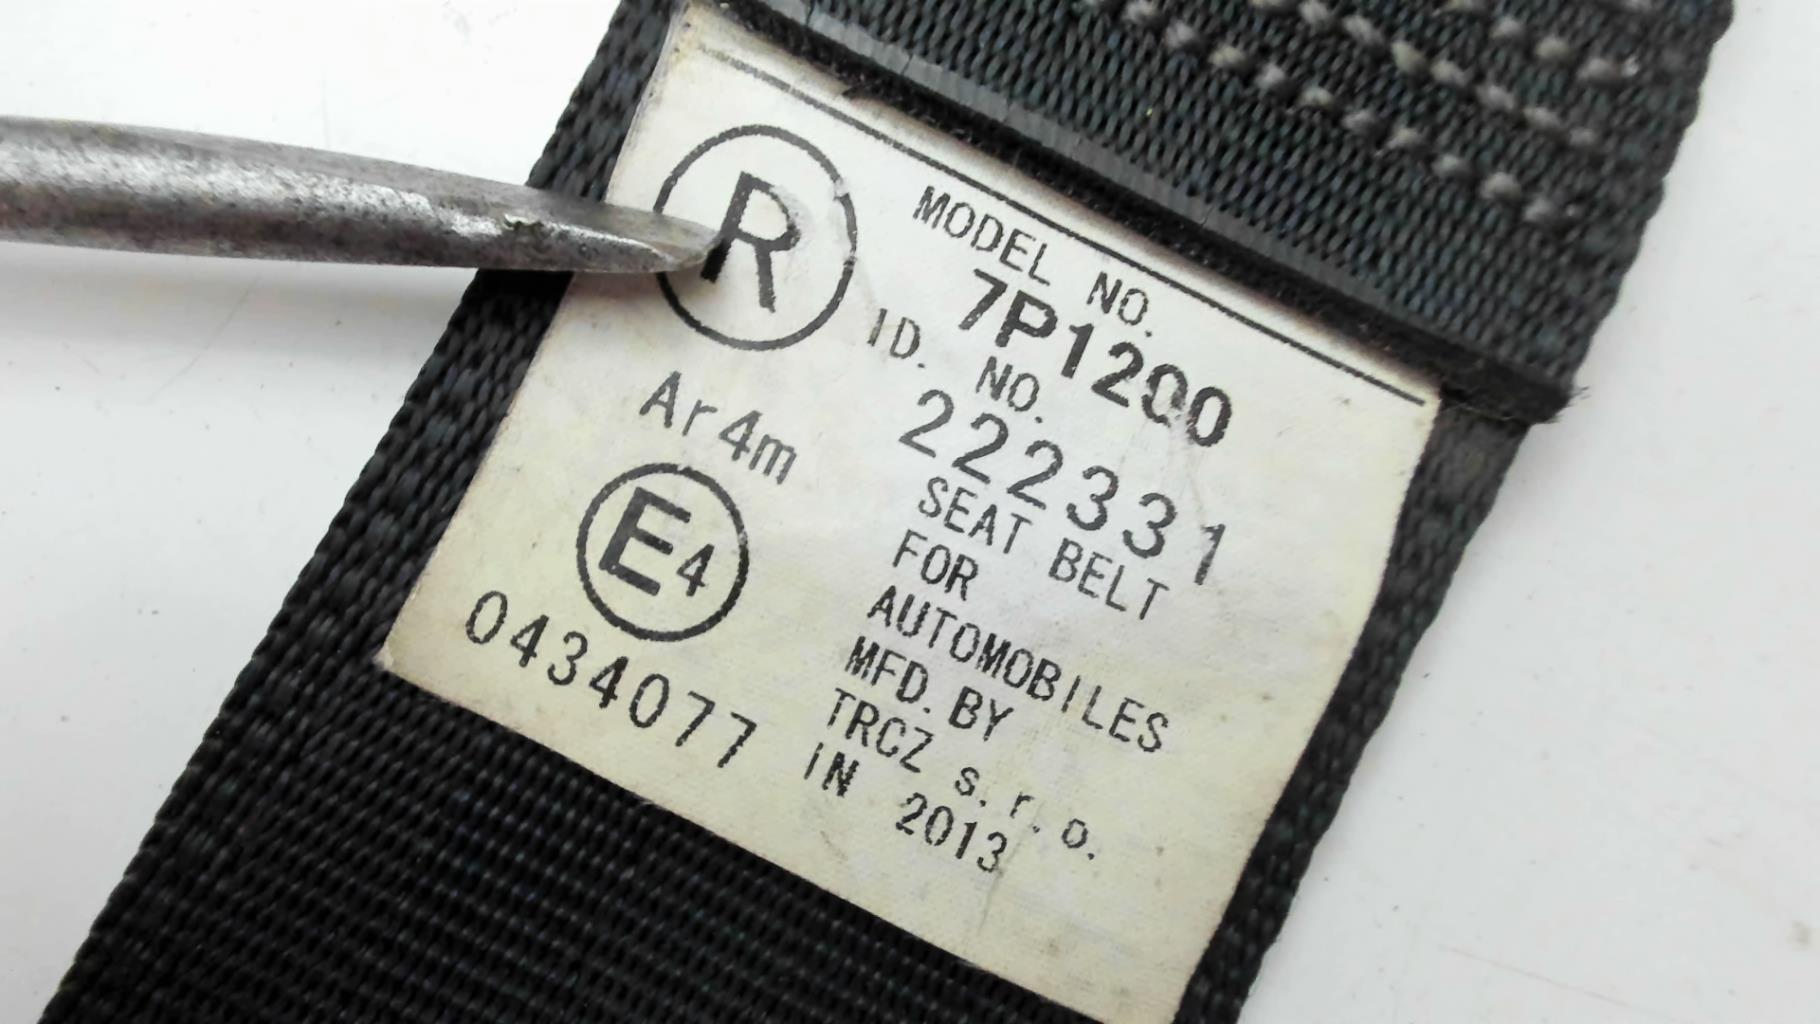 R
Ar4m
E4
0434077
MODEL NO.
7P1200
ID. NO.
222331
SEAT BELT
FOR
AUTOMOBILES
MFD. BY
TRCZ s.r.o.
IN 2013